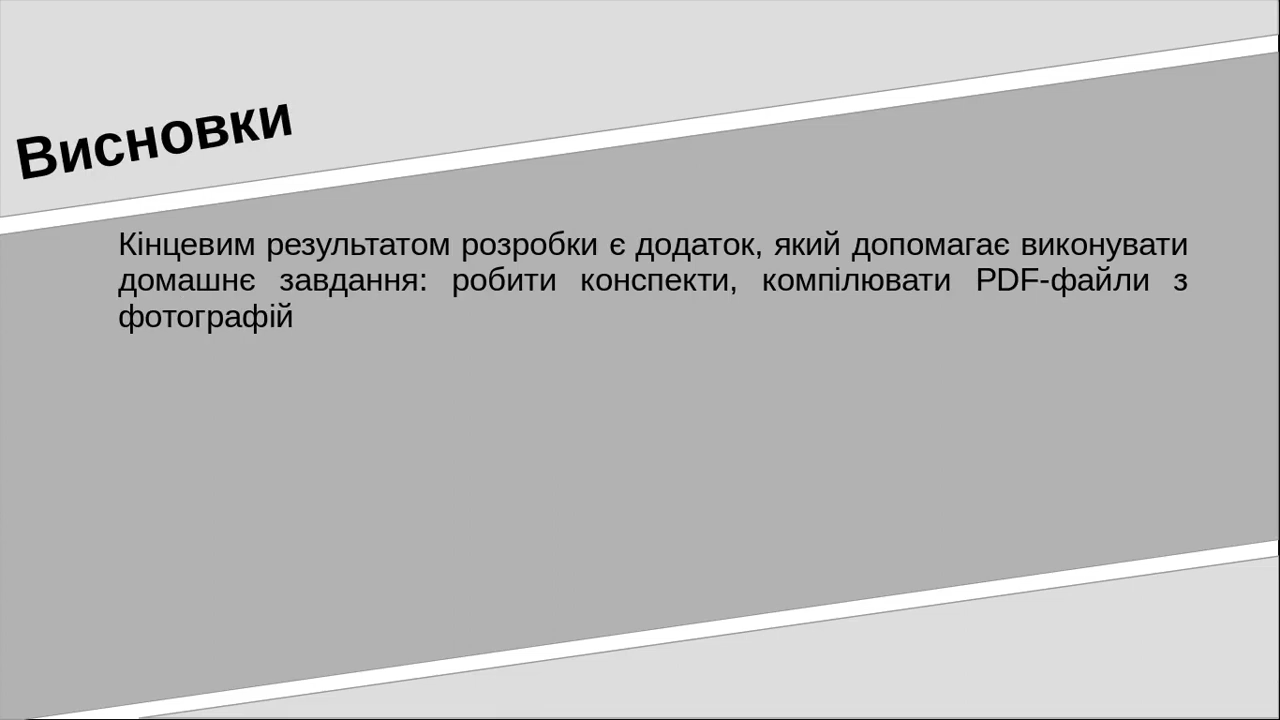 Висновки
Кінцевим результатом розробки є додаток, який допомагає виконувати
домашнє завдання: робити конспекти, компілювати PDF-файли з
фотографій